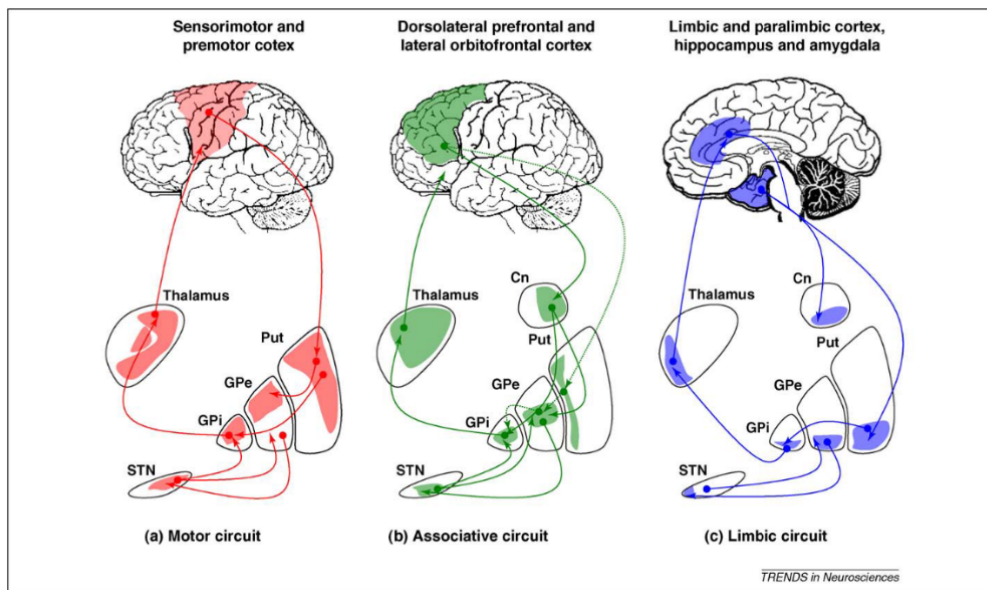 Sensorimotor and
premotor cotex
Dorsolateral prefrontal and
lateral orbitofrontal cortex
Limbic and paralimbic cortex,
hippocampus and amygdala
Thalamus
Put
GPe
GPi
STN
(a) Motor circuit
Cn
Thalamus
Put
GPe
GPi
STN
(b) Associative circuit
Cn
Thalamus
Put
GPe
GPi
STN
(c) Limbic circuit
TRENDS in Neurosciences